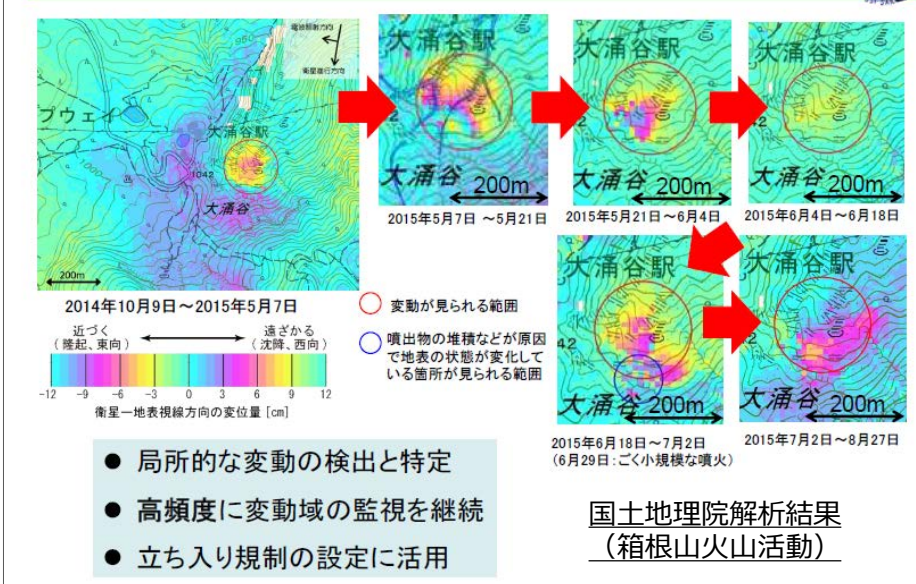 電波照射方向
衛星進行方向
プウェイ
大涌谷駅
1042
大涌谷
200m
2014年10月9日～2015年5月7日
大涌谷駅
大涌谷
200m
2015年5月7日 ～5月21日
大涌谷駅
42
大涌谷
200m
2015年5月21日～6月4日
大涌谷駅
42
大涌谷
200m
2015年6月4日～6月18日
大涌谷駅
42
大涌谷
200m
2015年6月18日～7月2日
（6月29日：ごく小規模な噴火）
大涌谷駅
42
大涌谷
200m
2015年7月2日～8月27日
変動が見られる範囲
噴出物の堆積などが原因
で地表の状態が変化して
いる箇所が見られる範囲
近づく
（隆起、東向）
遠ざかる
（沈降、西向）
-12 -9 -6 -3 0 3 6 9 12
衛星－地表視線方向の変位量 [cm]
● 局所的な変動の検出と特定
● 高頻度に変動域の監視を継続
● 立ち入り規制の設定に活用
国土地理院解析結果
（箱根山火山活動）